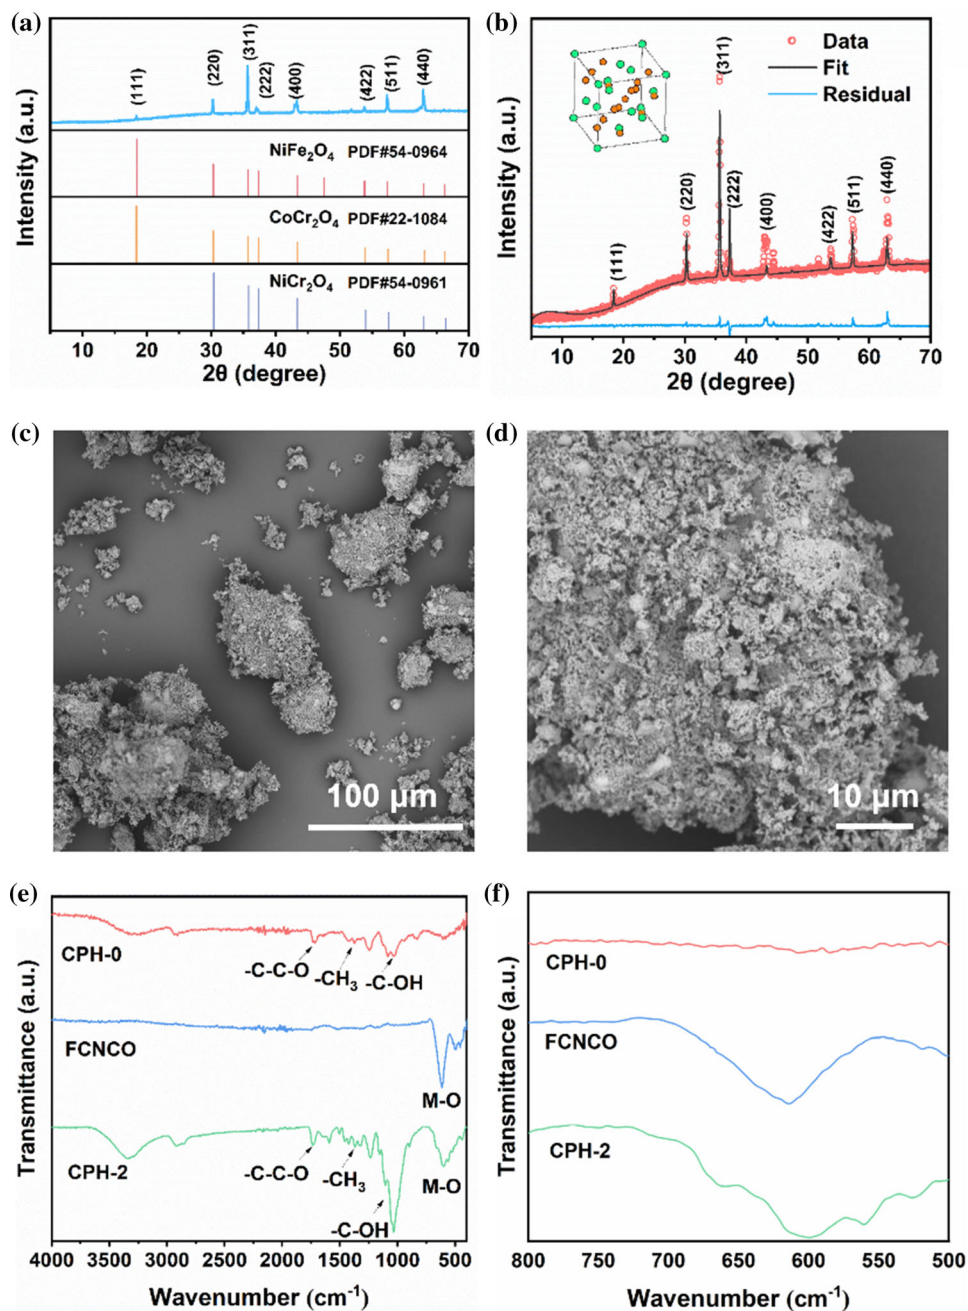 (a)
Intensity (a.u.)
(111)
(220)
(311)
(222)
(400)
(422)
(511)
(440)
NiFe₂O₄ PDF#54-0964
CoCr₂O₄ PDF#22-1084
NiCr₂O₄ PDF#54-0961
10 20 30 40 50 60 70
2θ (degree)
(b)
Intensity (a.u.)
Data
Fit
Residual
(111)
(220)
(311)
(222)
(400)
(422)
(511)
(440)
10 20 30 40 50 60 70
2θ (degree)
(c)
100 μm
(d)
10 μm
(e)
Transmittance (a.u.)
CPH-0
-C-C-O
-CH₃
-C-OH
FCNCO
M-O
CPH-2
-C-C-O
-CH₃
-C-OH
M-O
4000 3500 3000 2500 2000 1500 1000 500
Wavenumber (cm⁻¹)
(f)
Transmittance (a.u.)
CPH-0
FCNCO
CPH-2
800 750 700 650 600 550 500
Wavenumber (cm⁻¹)